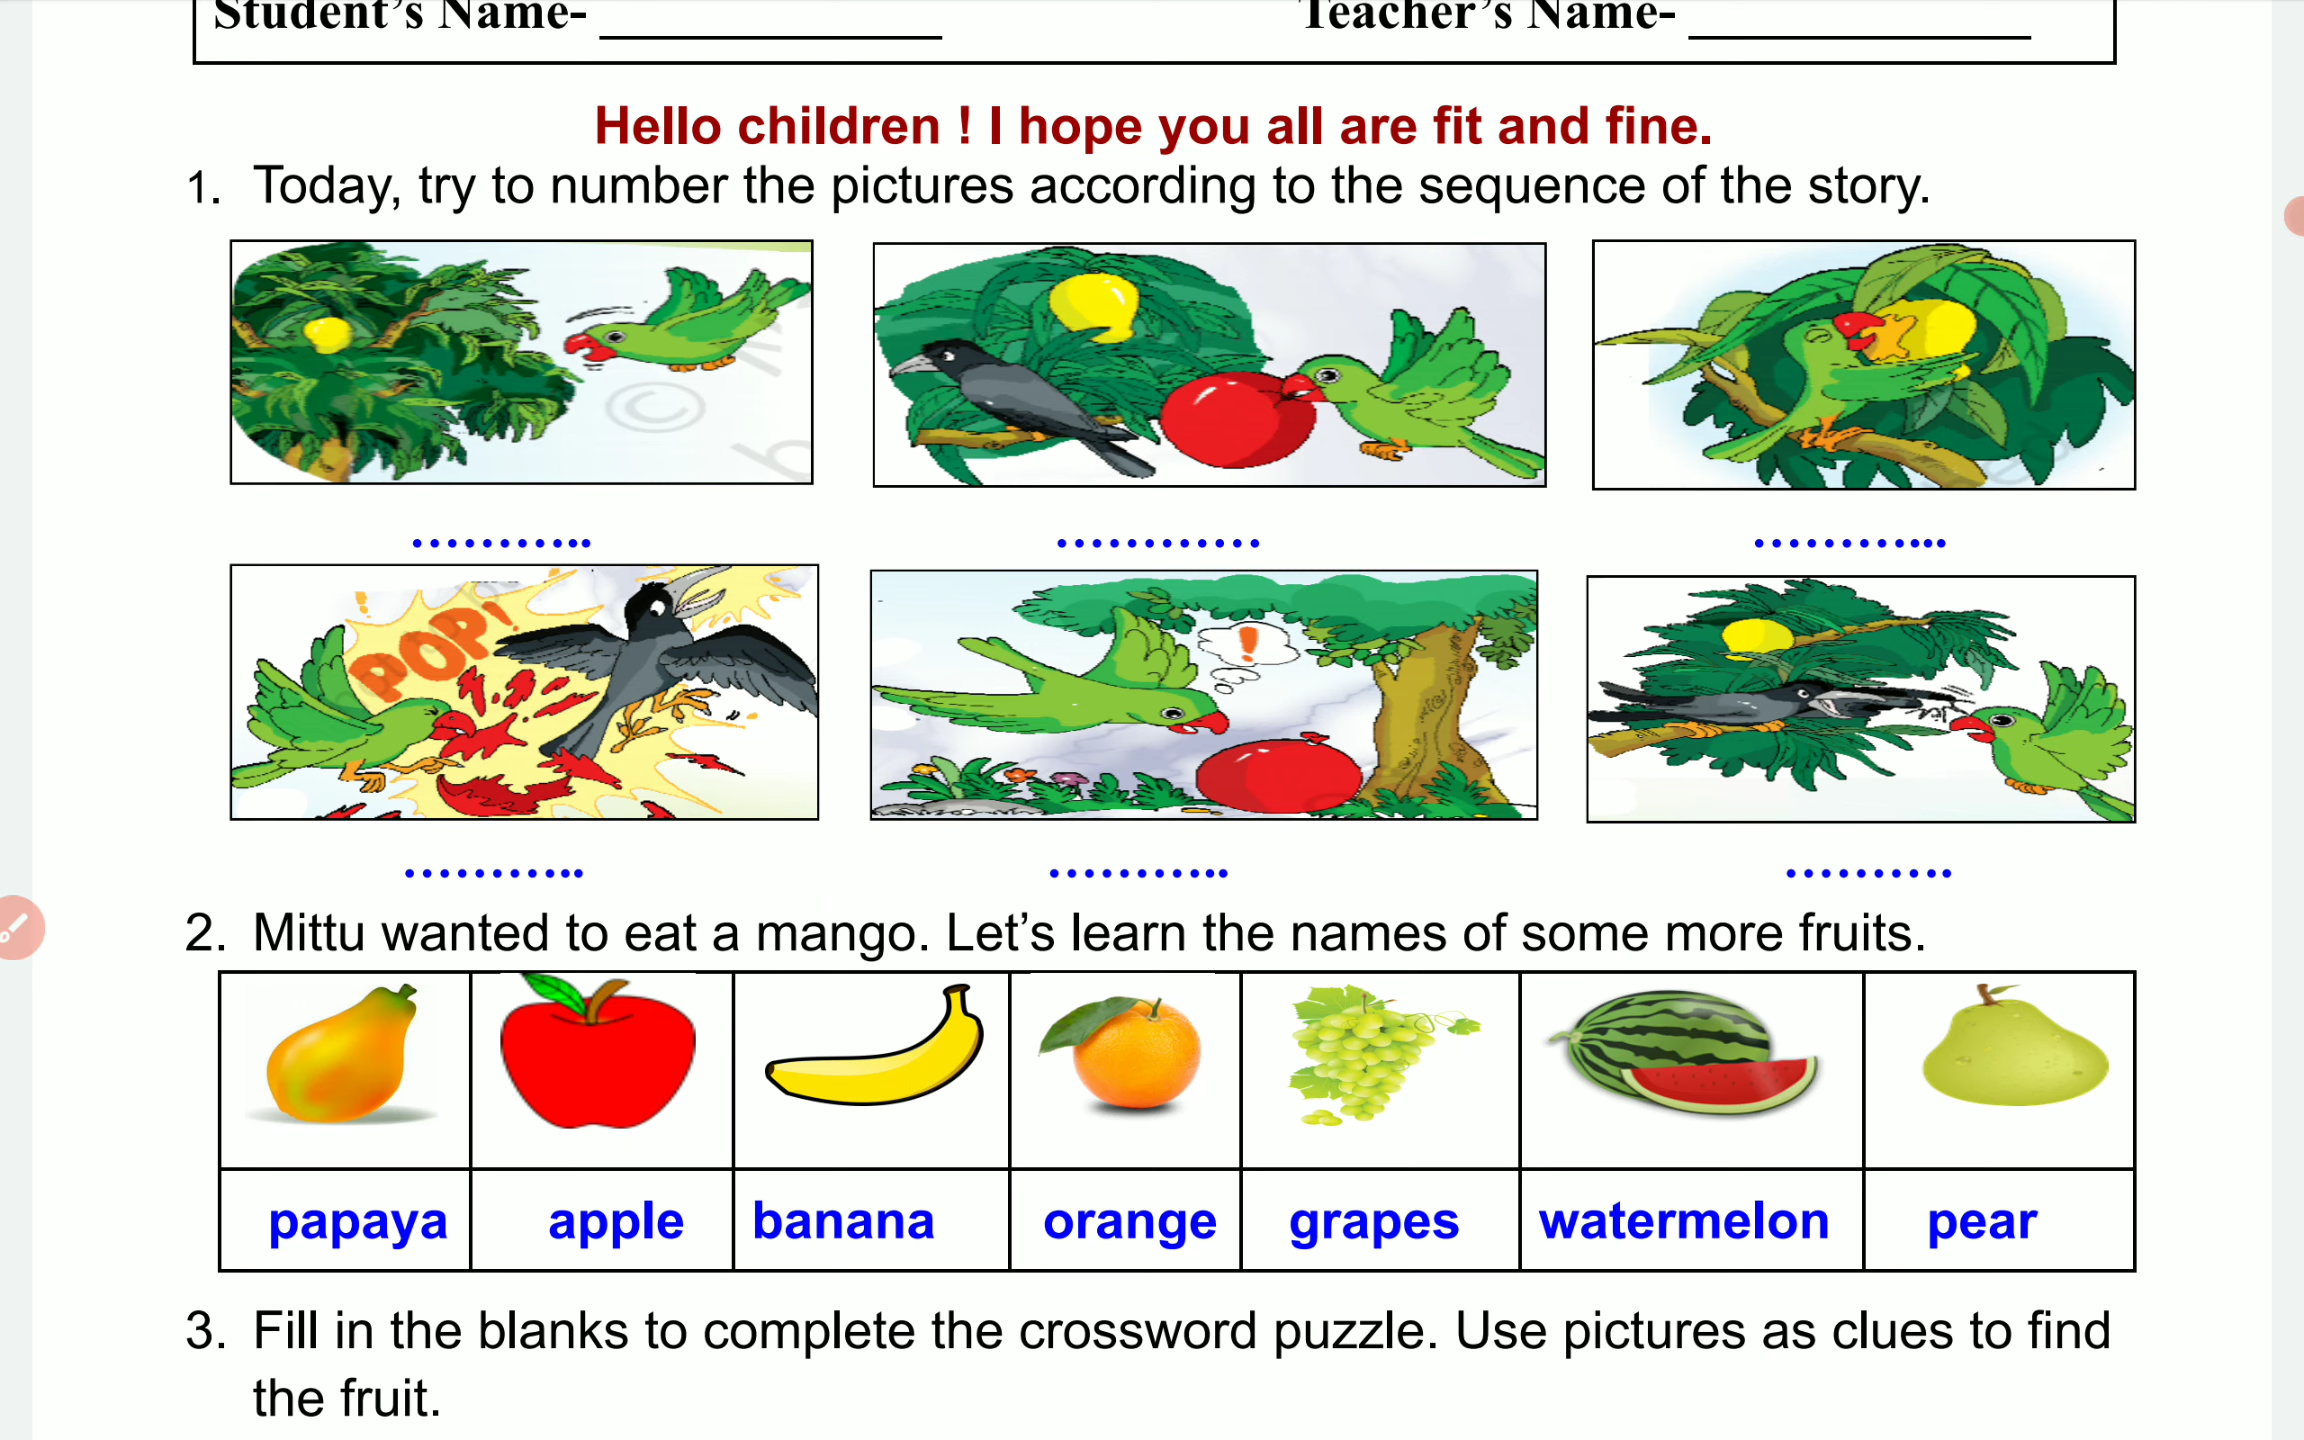 Student's Name- ______________ Teacher's Name- ______________
Hello children ! I hope you all are fit and fine.
1. Today, try to number the pictures according to the sequence of the story.
©
………..  …………  …………..
POP!
!
………..  ………..  ……….
2. Mittu wanted to eat a mango. Let’s learn the names of some more fruits.
papaya apple banana orange grapes watermelon pear
3. Fill in the blanks to complete the crossword puzzle. Use pictures as clues to find
the fruit.